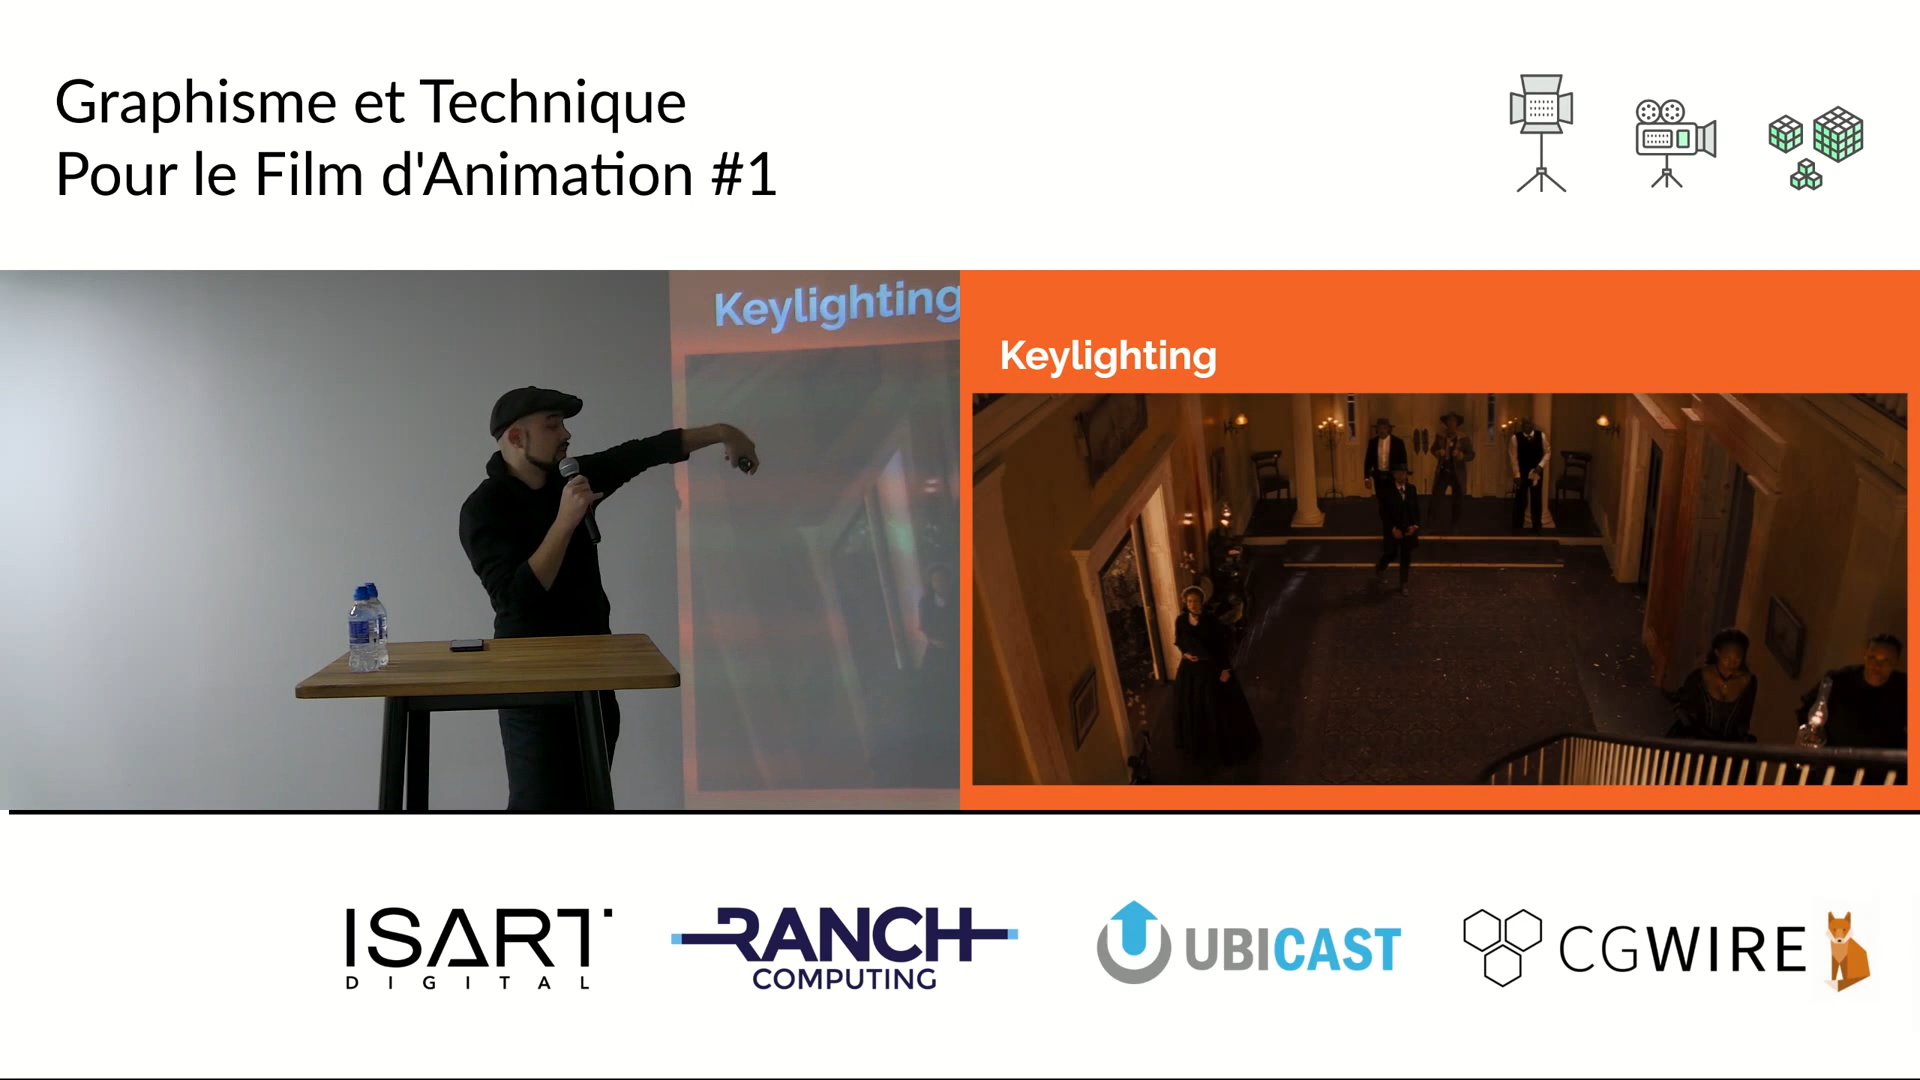 Graphisme et Technique
Pour le Film d'Animation #1
Keylighting
Keylighting
ISART
DIGITAL
RANCH
COMPUTING
UBICAST
CGWIRE